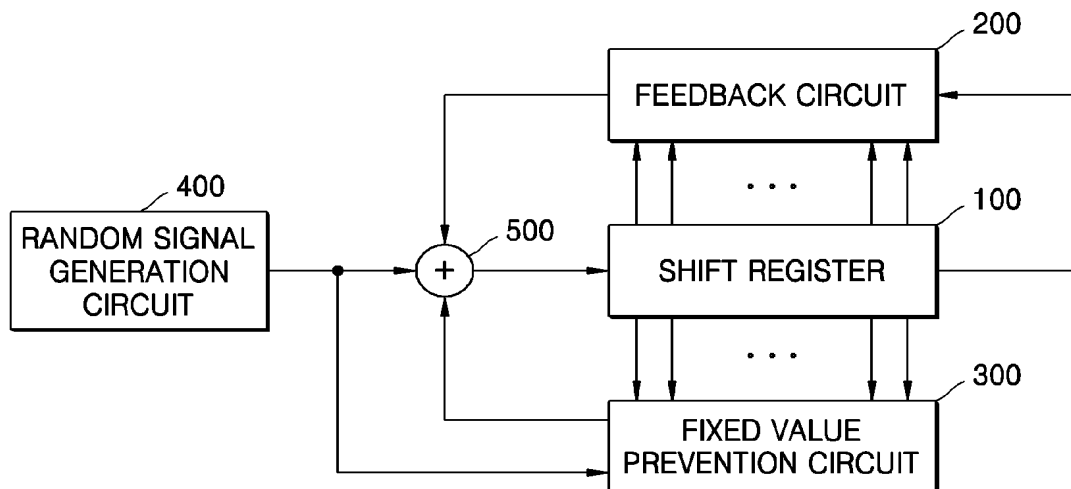 200
FEEDBACK CIRCUIT
. . .
400
RANDOM SIGNAL
GENERATION
CIRCUIT
500
+
100
SHIFT REGISTER
. . .
300
FIXED VALUE
PREVENTION CIRCUIT